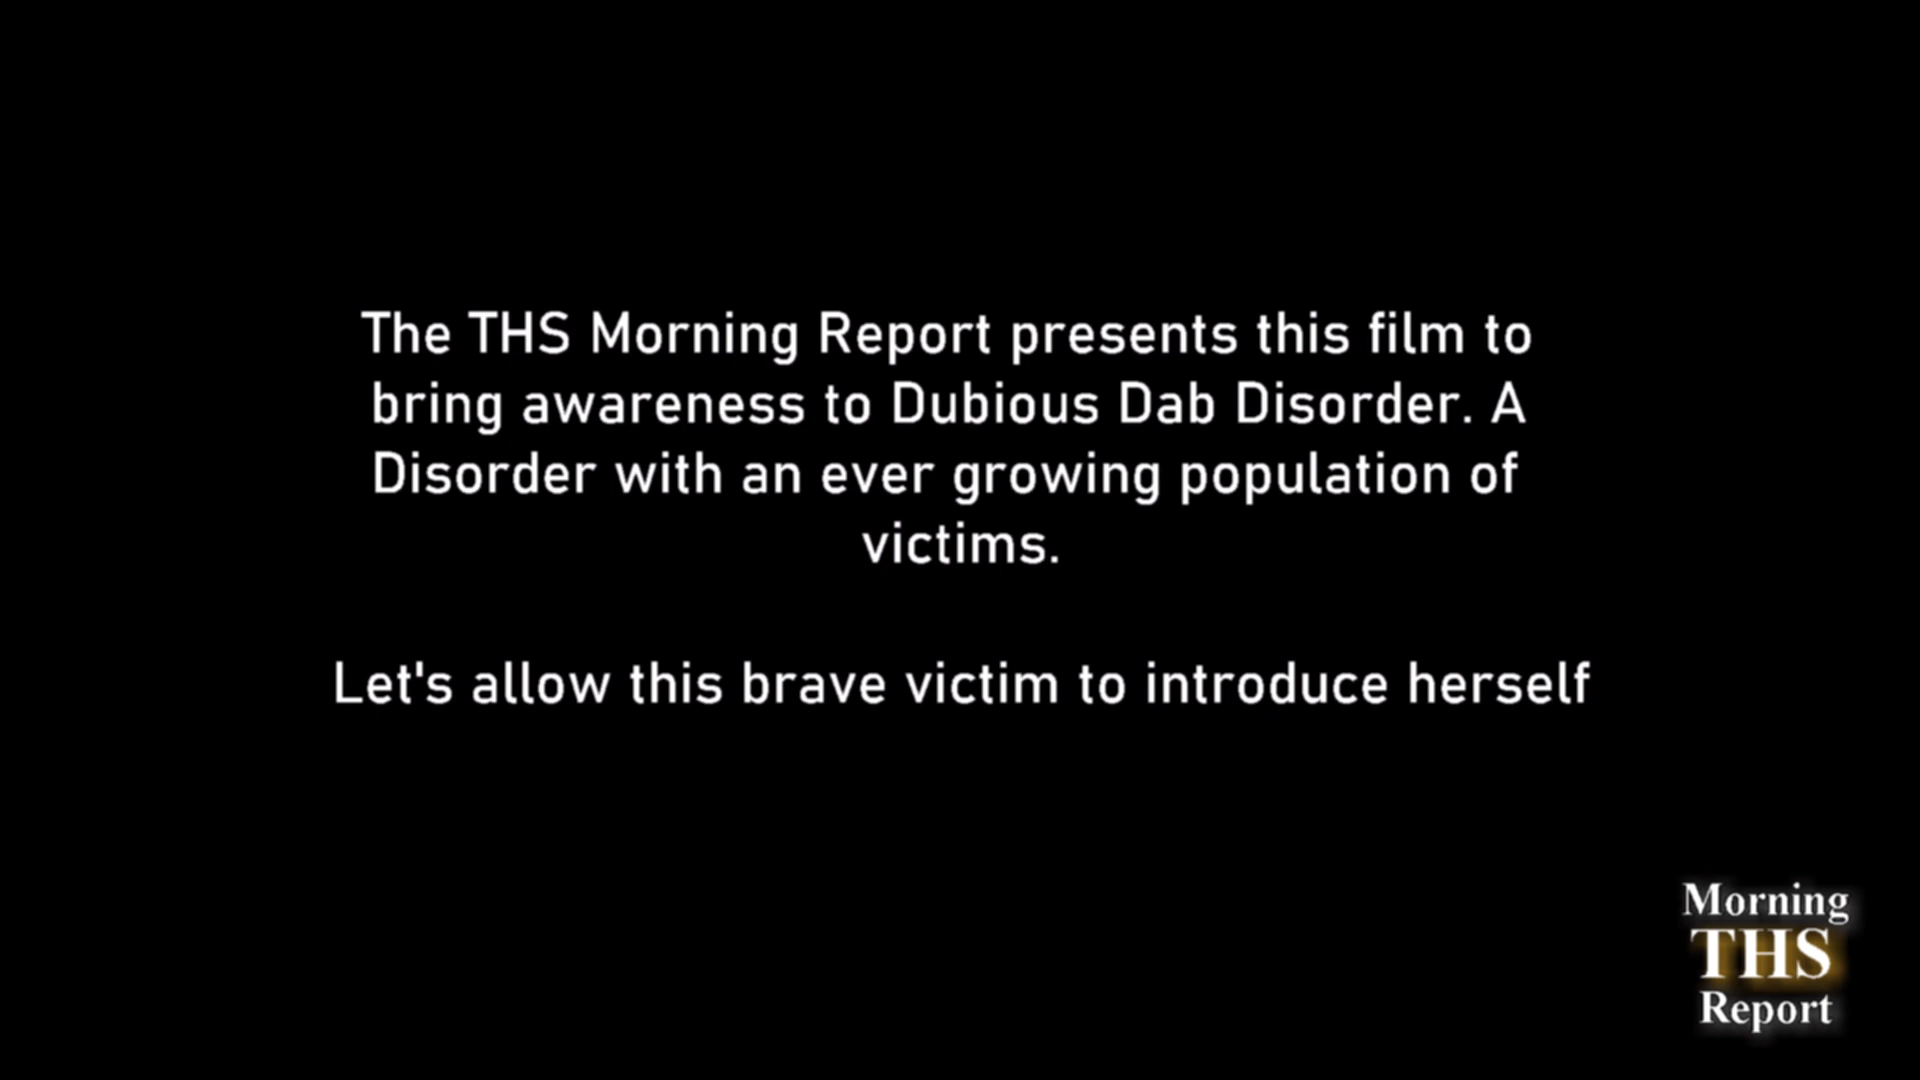 The THS Morning Report presents this film to
bring awareness to Dubious Dab Disorder. A
Disorder with an ever growing population of
victims.
Let's allow this brave victim to introduce herself
Morning
THS
Report